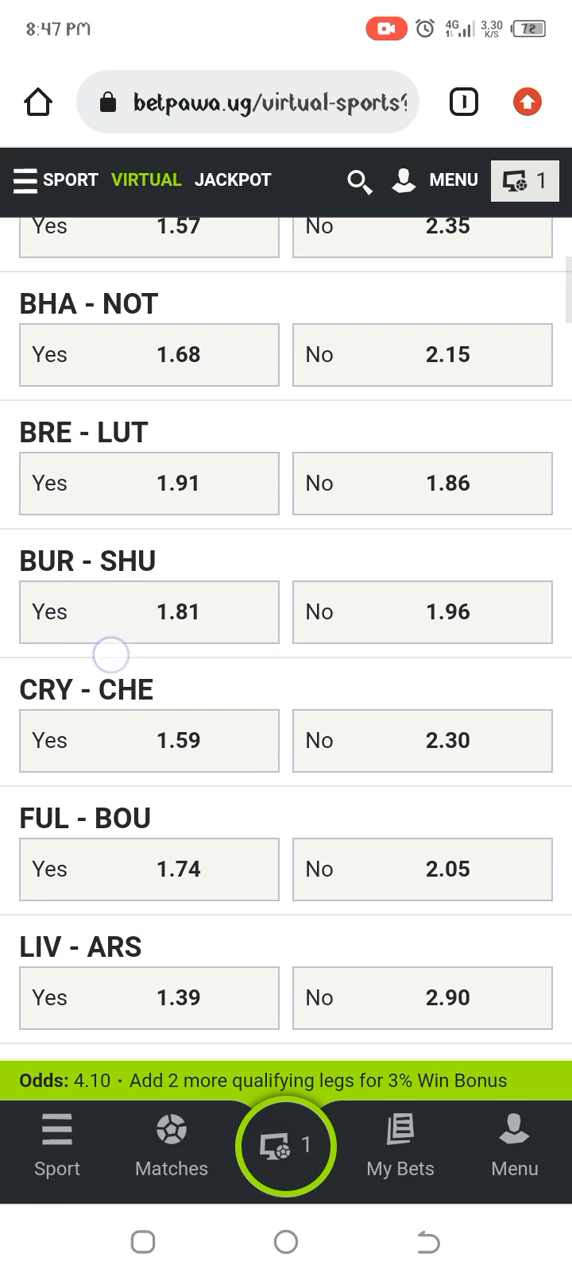 8:47 PM 4G 3.30 K/S 72
betpawa.ug/virtual-sports?
SPORT VIRTUAL JACKPOT MENU 1
Yes 1.57 No 2.35
BHA - NOT
Yes 1.68 No 2.15
BRE - LUT
Yes 1.91 No 1.86
BUR - SHU
Yes 1.81 No 1.96
CRY - CHE
Yes 1.59 No 2.30
FUL - BOU
Yes 1.74 No 2.05
LIV - ARS
Yes 1.39 No 2.90
Odds: 4.10 · Add 2 more qualifying legs for 3% Win Bonus
1
Sport Matches My Bets Menu